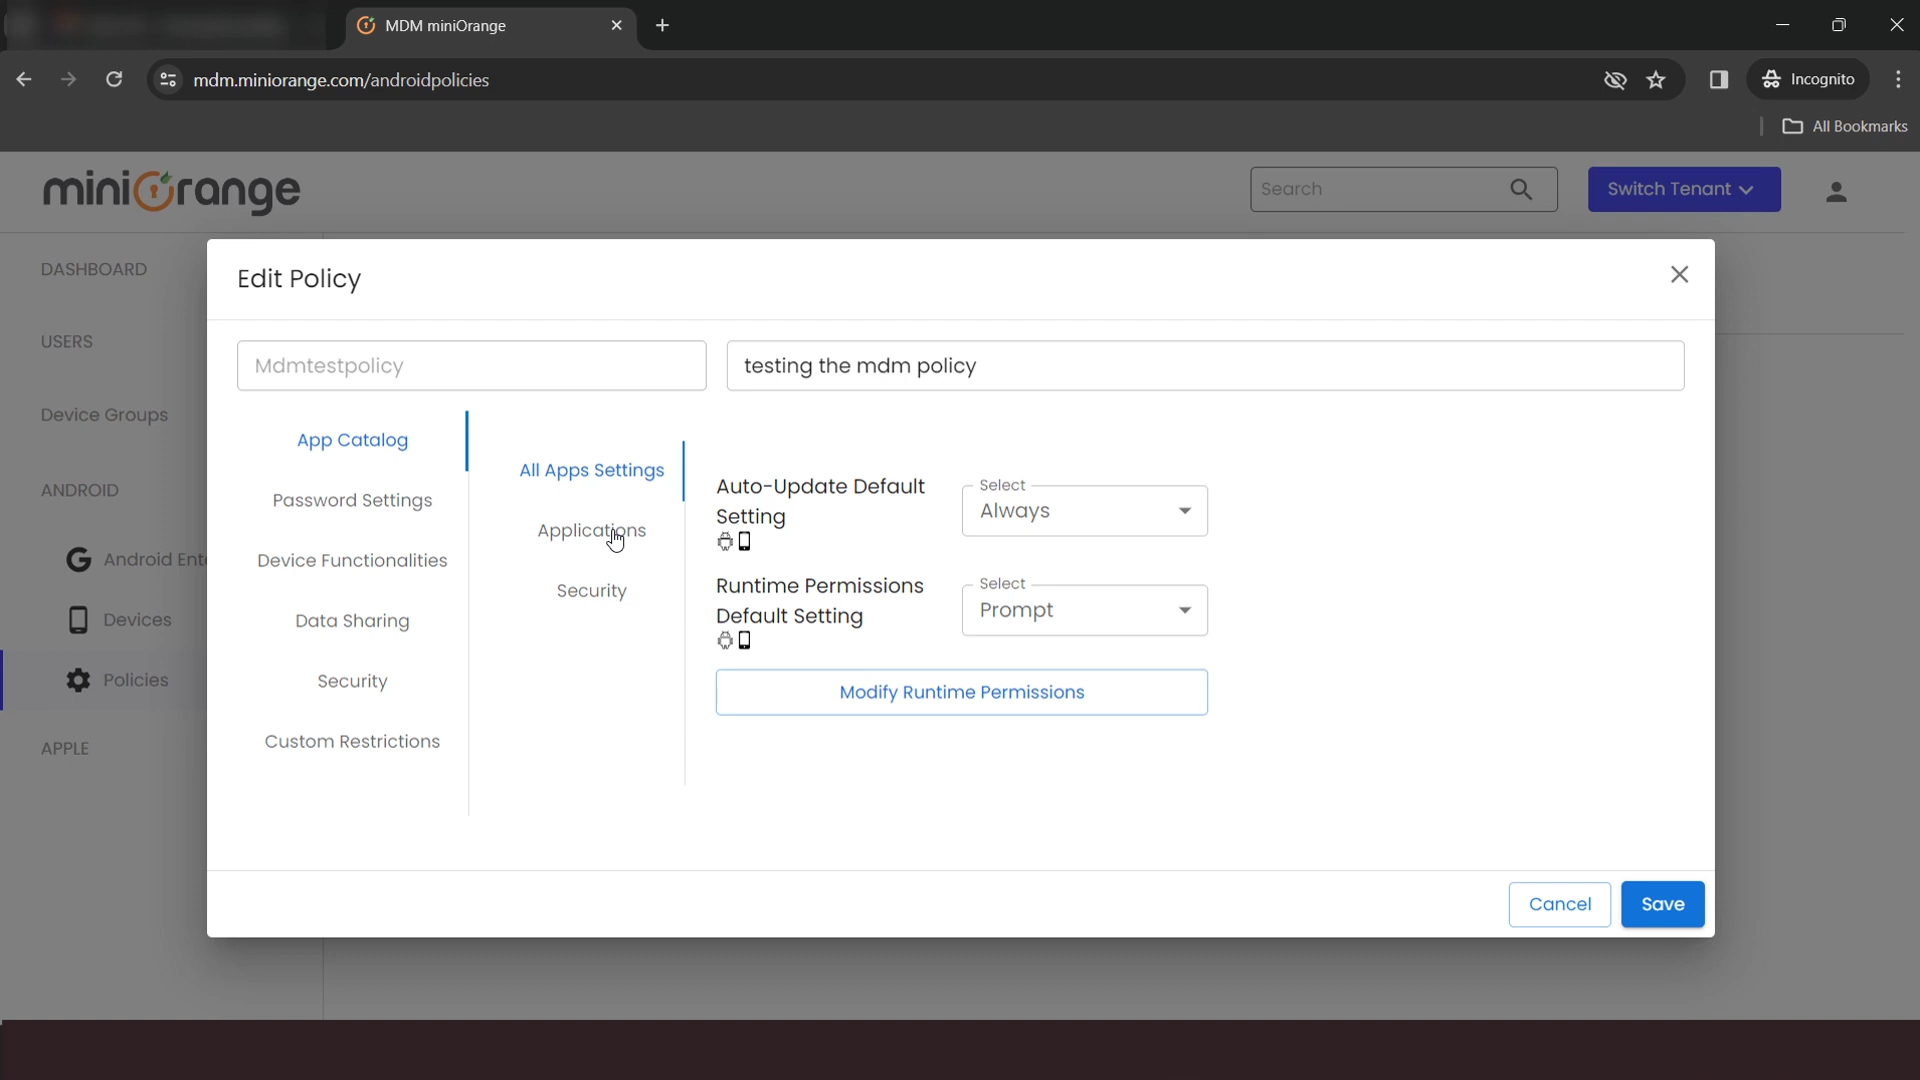 MDM miniOrange
mdm.miniorange.com/androidpolicies
Incognito
All Bookmarks
miniOrange
Search
Switch Tenant
DASHBOARD
Edit Policy
USERS
Mdmtestpolicy
testing the mdm policy
Device Groups
App Catalog
All Apps Settings
Auto-Update Default
Setting
Select
Always
ANDROID
Password Settings
Applications
Android Ente
Device Functionalities
Security
Runtime Permissions
Default Setting
Select
Prompt
Devices
Data Sharing
Policies
Security
Modify Runtime Permissions
APPLE
Custom Restrictions
Cancel
Save